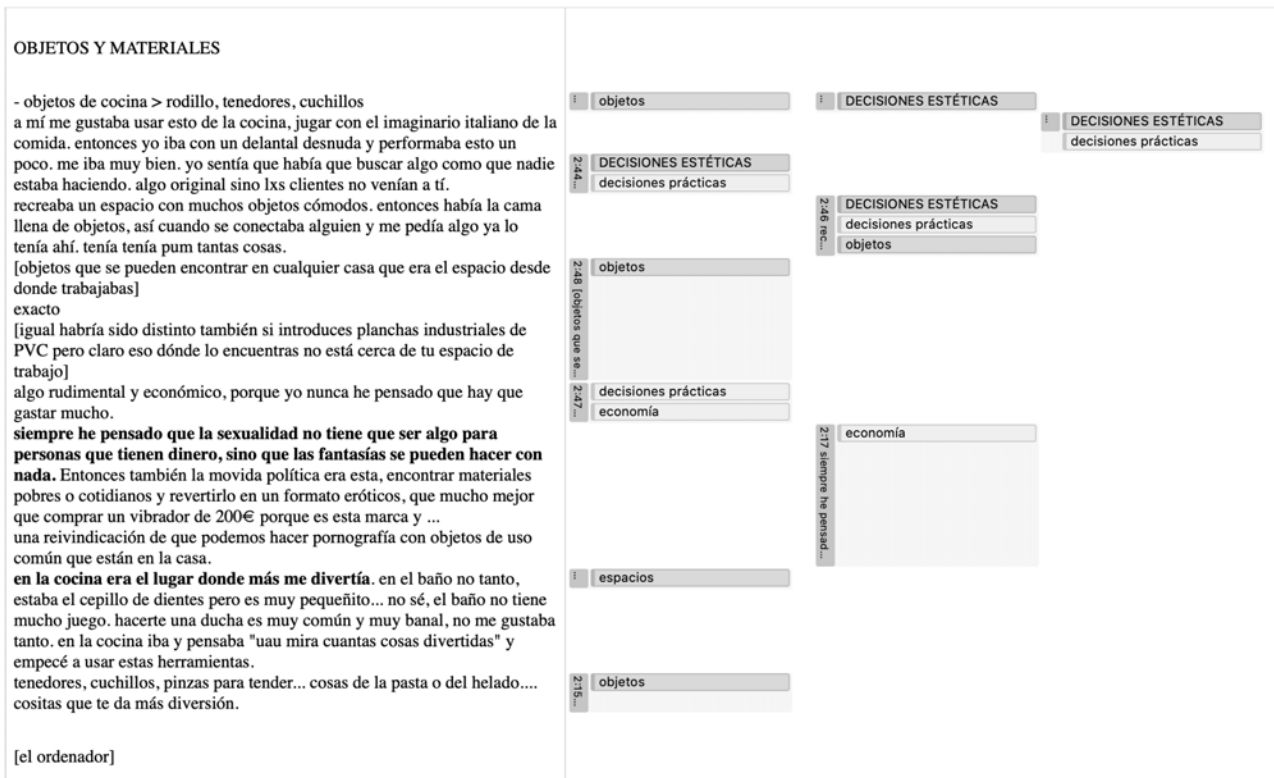 OBJETOS Y MATERIALES
- objetos de cocina > rodillo, tenedores, cuchillos
a mí me gustaba usar esto de la cocina, jugar con el imaginario italiano de la
comida. entonces yo iba con un delantal desnuda y performaba esto un
poco. me iba muy bien. yo sentía que había que buscar algo como que nadie
estaba haciendo. algo original sino lxs clientes no venían a tí.
recreaba un espacio con muchos objetos cómodos. entonces había la cama
llena de objetos, así cuando se conectaba alguien y me pedía algo ya lo
tenía ahí. tenía tenía pum tantas cosas.
[objetos que se pueden encontrar en cualquier casa que era el espacio desde
donde trabajabas]
exacto
[igual habría sido distinto también si introduces planchas industriales de
PVC pero claro eso dónde lo encuentras no está cerca de tu espacio de
trabajo]
algo rudimental y económico, porque yo nunca he pensado que hay que
gastar mucho.
siempre he pensado que la sexualidad no tiene que ser algo para
personas que tienen dinero, sino que las fantasías se pueden hacer con
nada. Entonces también la movida política era esta, encontrar materiales
pobres o cotidianos y revertirlo en un formato eróticos, que mucho mejor
que comprar un vibrador de 200€ porque es esta marca y ...
una reivindicación de que podemos hacer pornografía con objetos de uso
común que están en la casa.
en la cocina era el lugar donde más me divertía. en el baño no tanto,
estaba el cepillo de dientes pero es muy pequeñito... no sé, el baño no tiene
mucho juego. hacerte una ducha es muy común y muy banal, no me gustaba
tanto. en la cocina iba y pensaba "uau mira cuantas cosas divertidas" y
empecé a usar estas herramientas.
tenedores, cuchillos, pinzas para tender... cosas de la pasta o del helado....
cositas que te da más diversión.
[el ordenador]
objetos
DECISIONES ESTÉTICAS
DECISIONES ESTÉTICAS
decisiones prácticas
2:44...
DECISIONES ESTÉTICAS
decisiones prácticas
2:46 rec...
DECISIONES ESTÉTICAS
decisiones prácticas
objetos
2:48 [objetos que se...
objetos
2:47...
decisiones prácticas
economía
2:17 siempre he pensad...
economía
espacios
2:15...
objetos